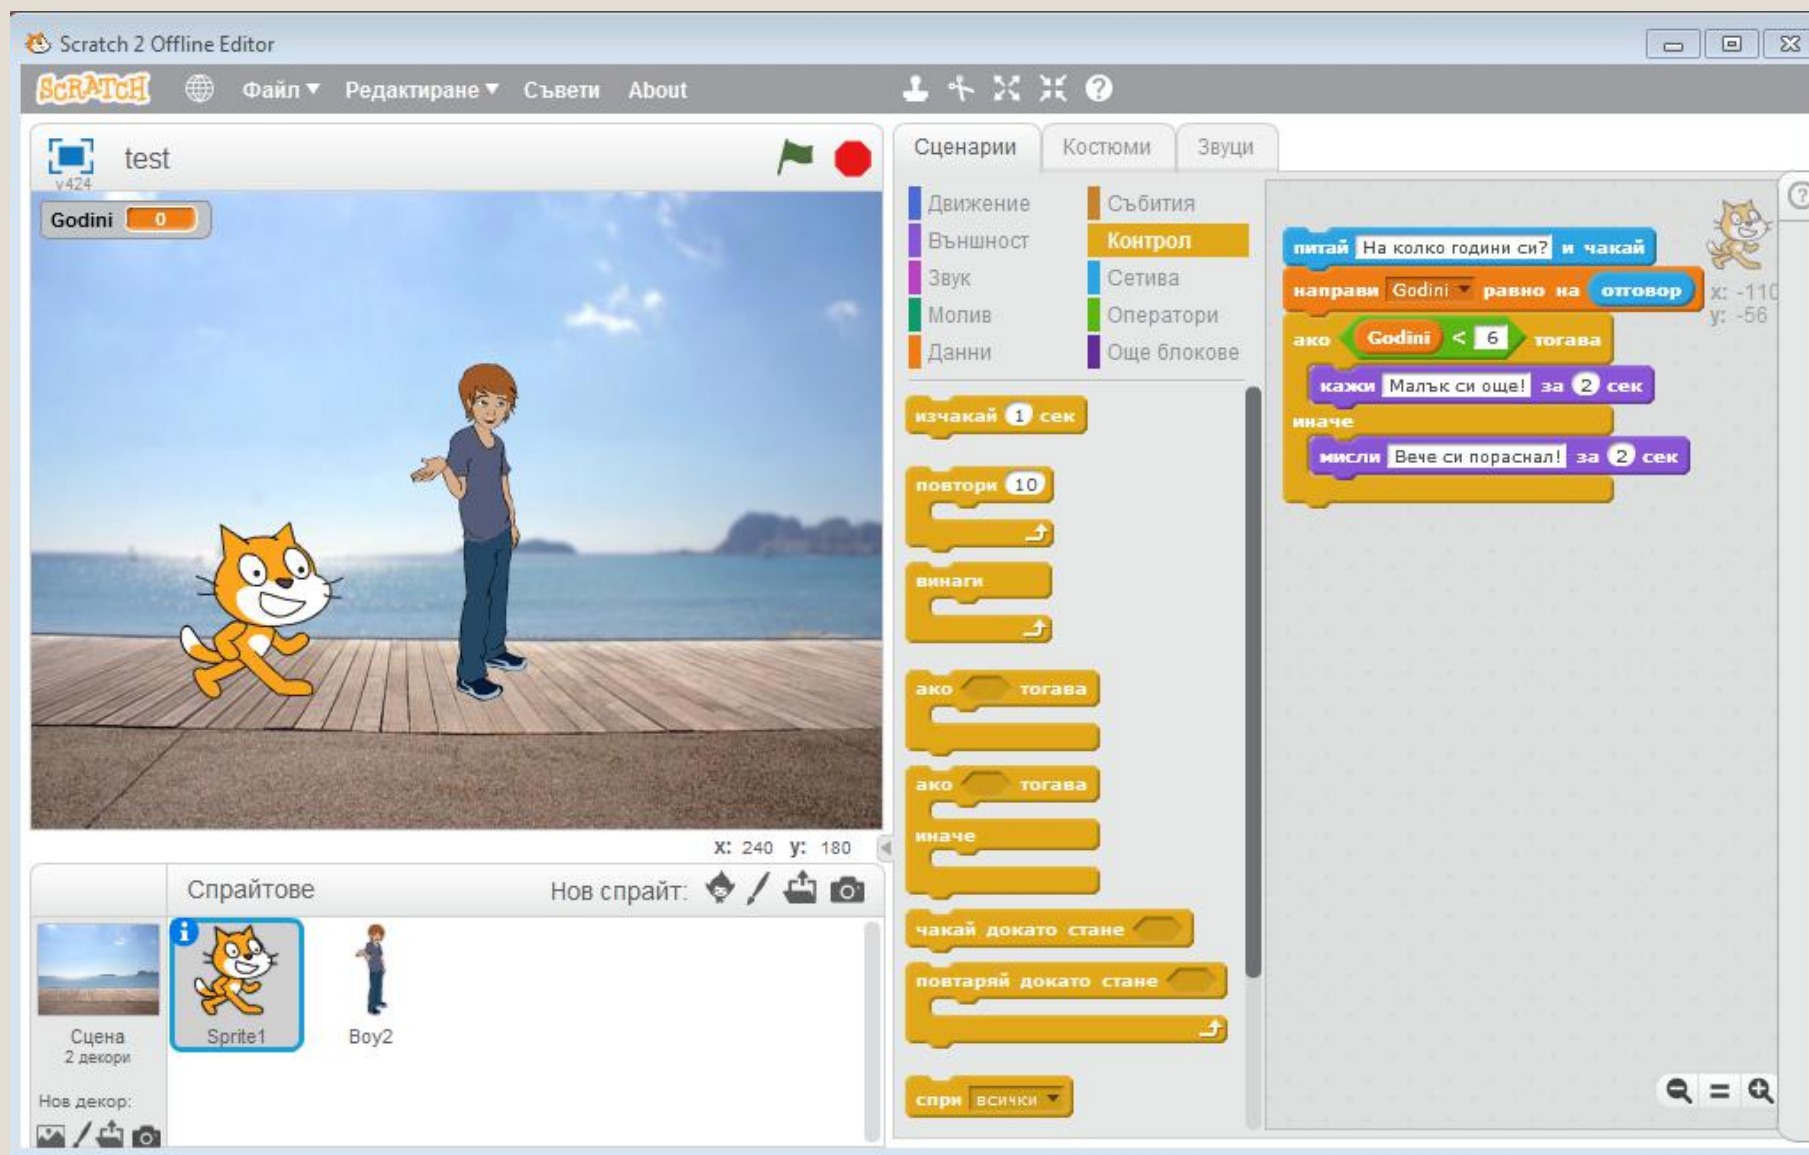 Scratch 2 Offline Editor
SCRATCH Файл Редактиране Съвети About
v424
test
Godini 0
x: 240 y: 180
Спрайтове Нов спрайт:
Сцена
2 декори
Нов декор:
Sprite1
Boy2
Сценарии Костюми Звуци
Движение Събития
Външност Контрол
Звук Сетива
Молив Оператори
Данни Още блокове
изчакай 1 сек
повтори 10
винаги
ако тогава
ако тогава
иначе
чакай докато стане
повтаряй докато стане
спри всички
питай На колко години си? и чакай
направи Godini равно на отговор
ако Godini < 6 тогава
кажи Малък си още! за 2 сек
иначе
мисли Вече си пораснал! за 2 сек
x: -110
y: -56